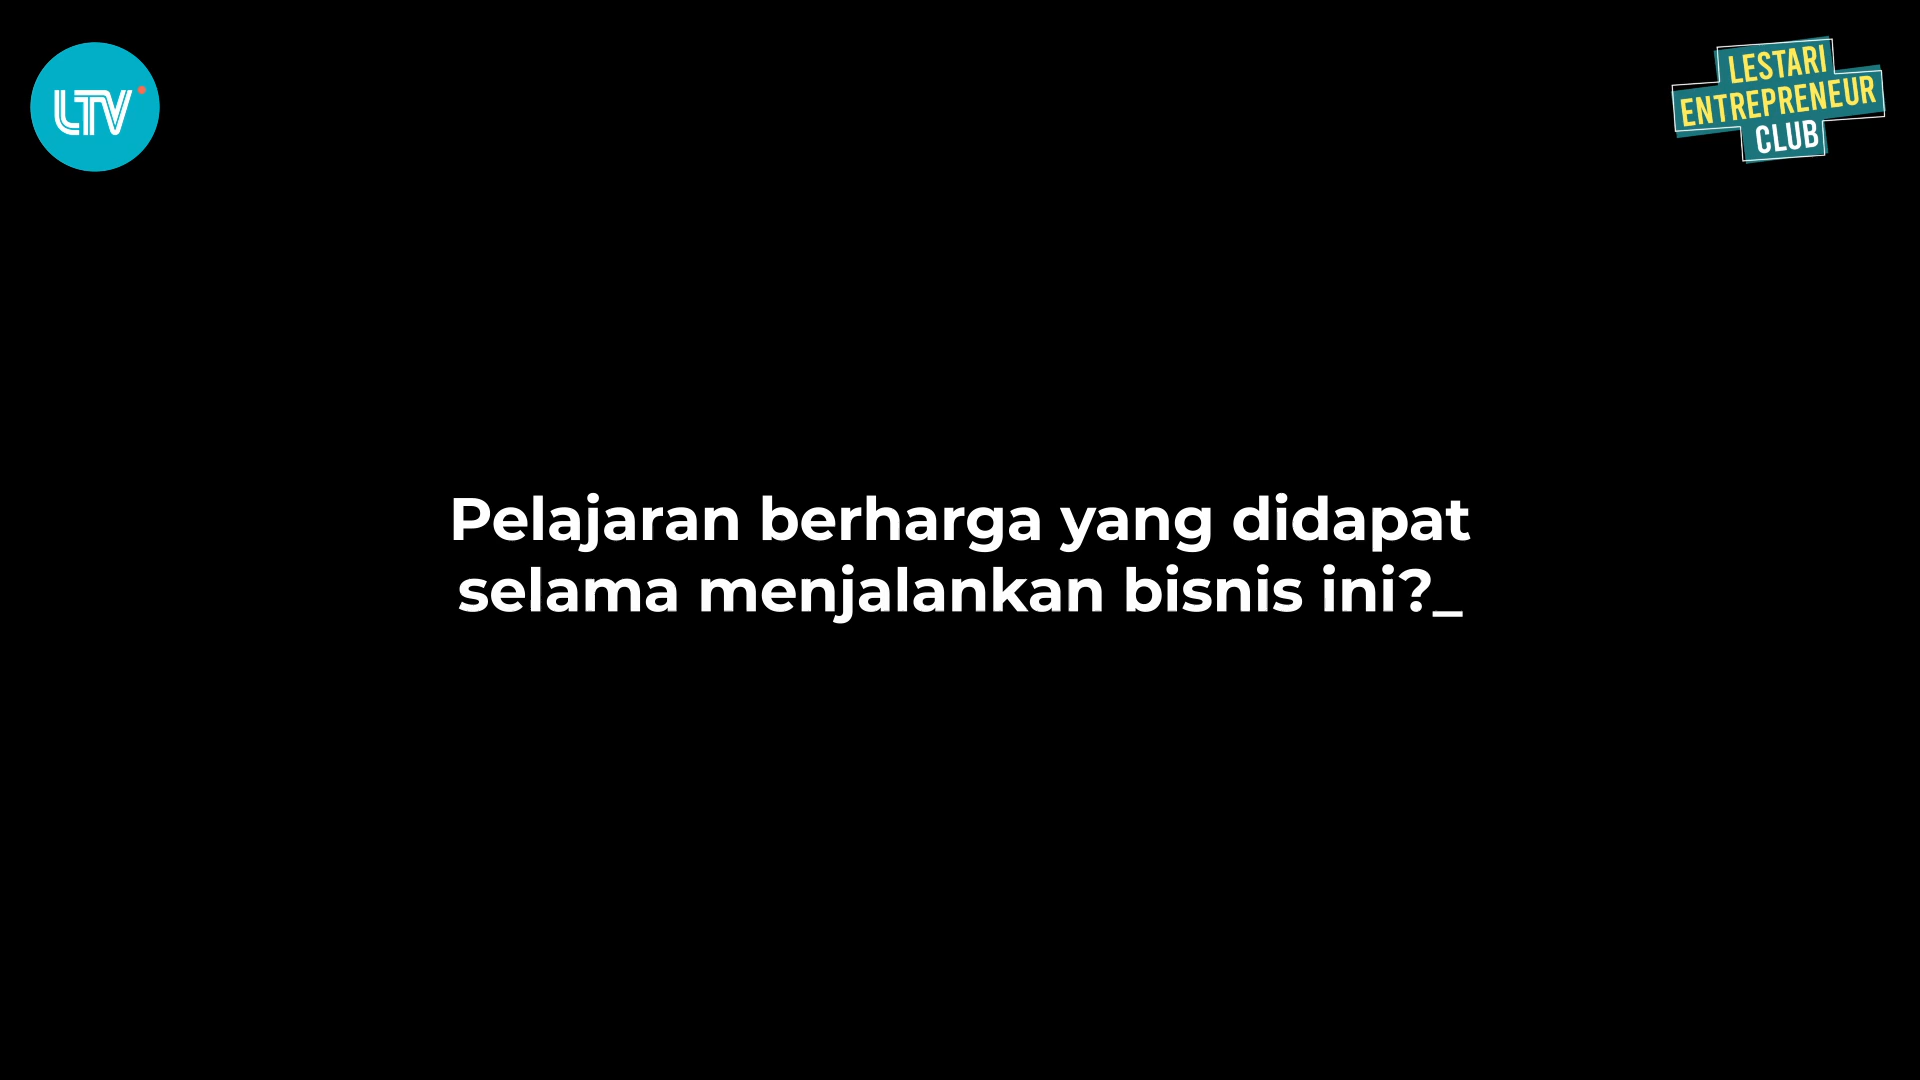 LTV
LESTARI
ENTREPRENEUR
CLUB
Pelajaran berharga yang didapat
selama menjalankan bisnis ini?_